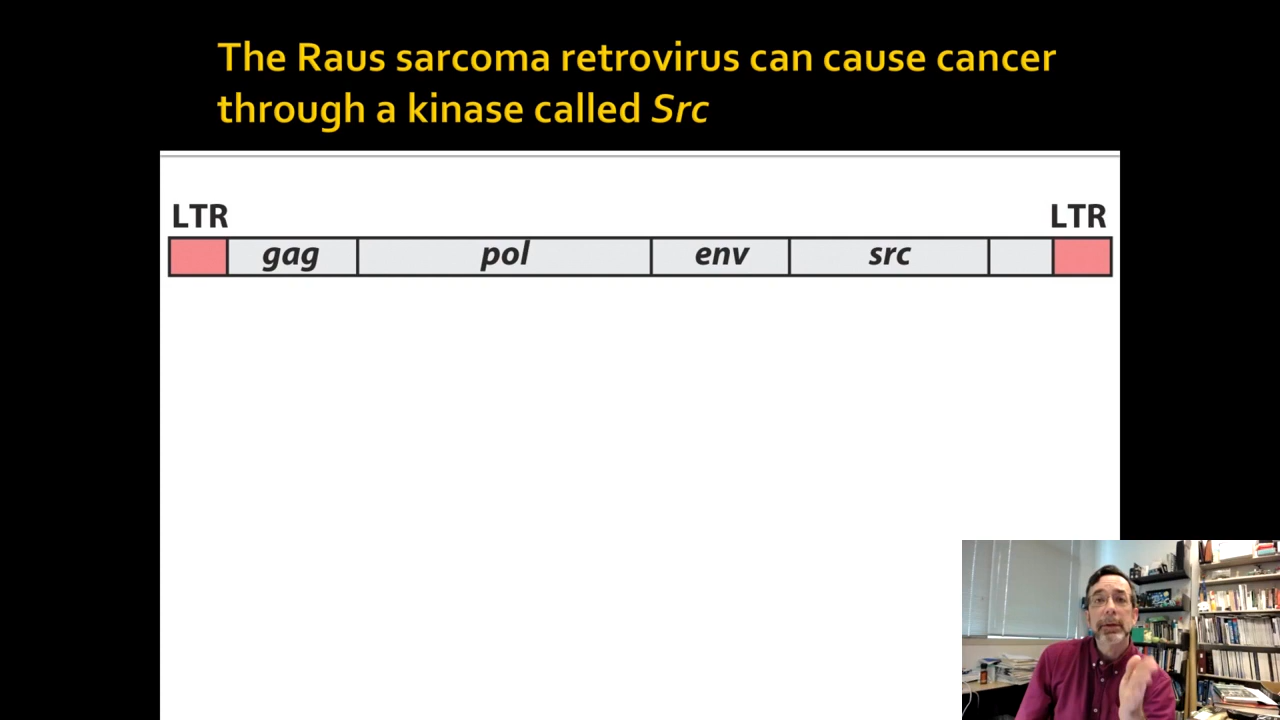 The Raus sarcoma retrovirus can cause cancer
through a kinase called Src
LTR LTR
gag pol env src